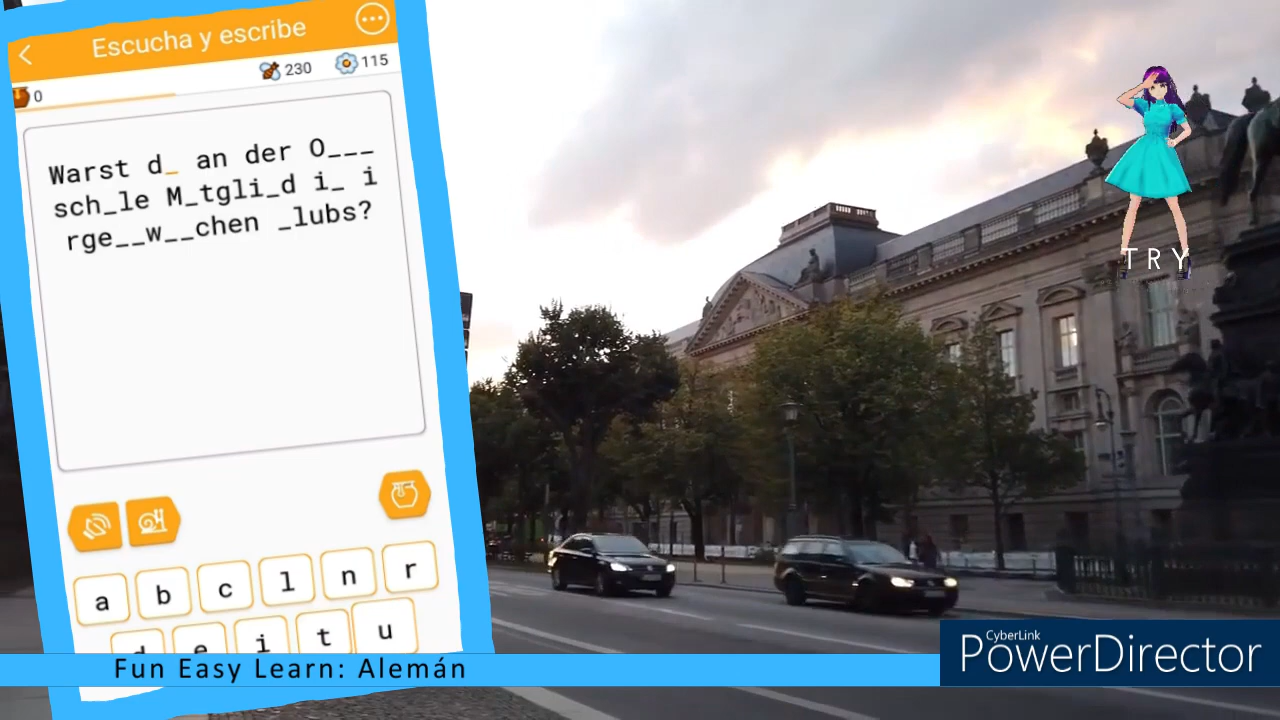 Escucha y escribe
230
115
0
Warst d_ an der O___
sch_le M_tgli_d i_ i
rge__w__chen _lubs?
a b c l n r
d e i t u
TRY
Fun Easy Learn: Alemán
CyberLink
PowerDirector